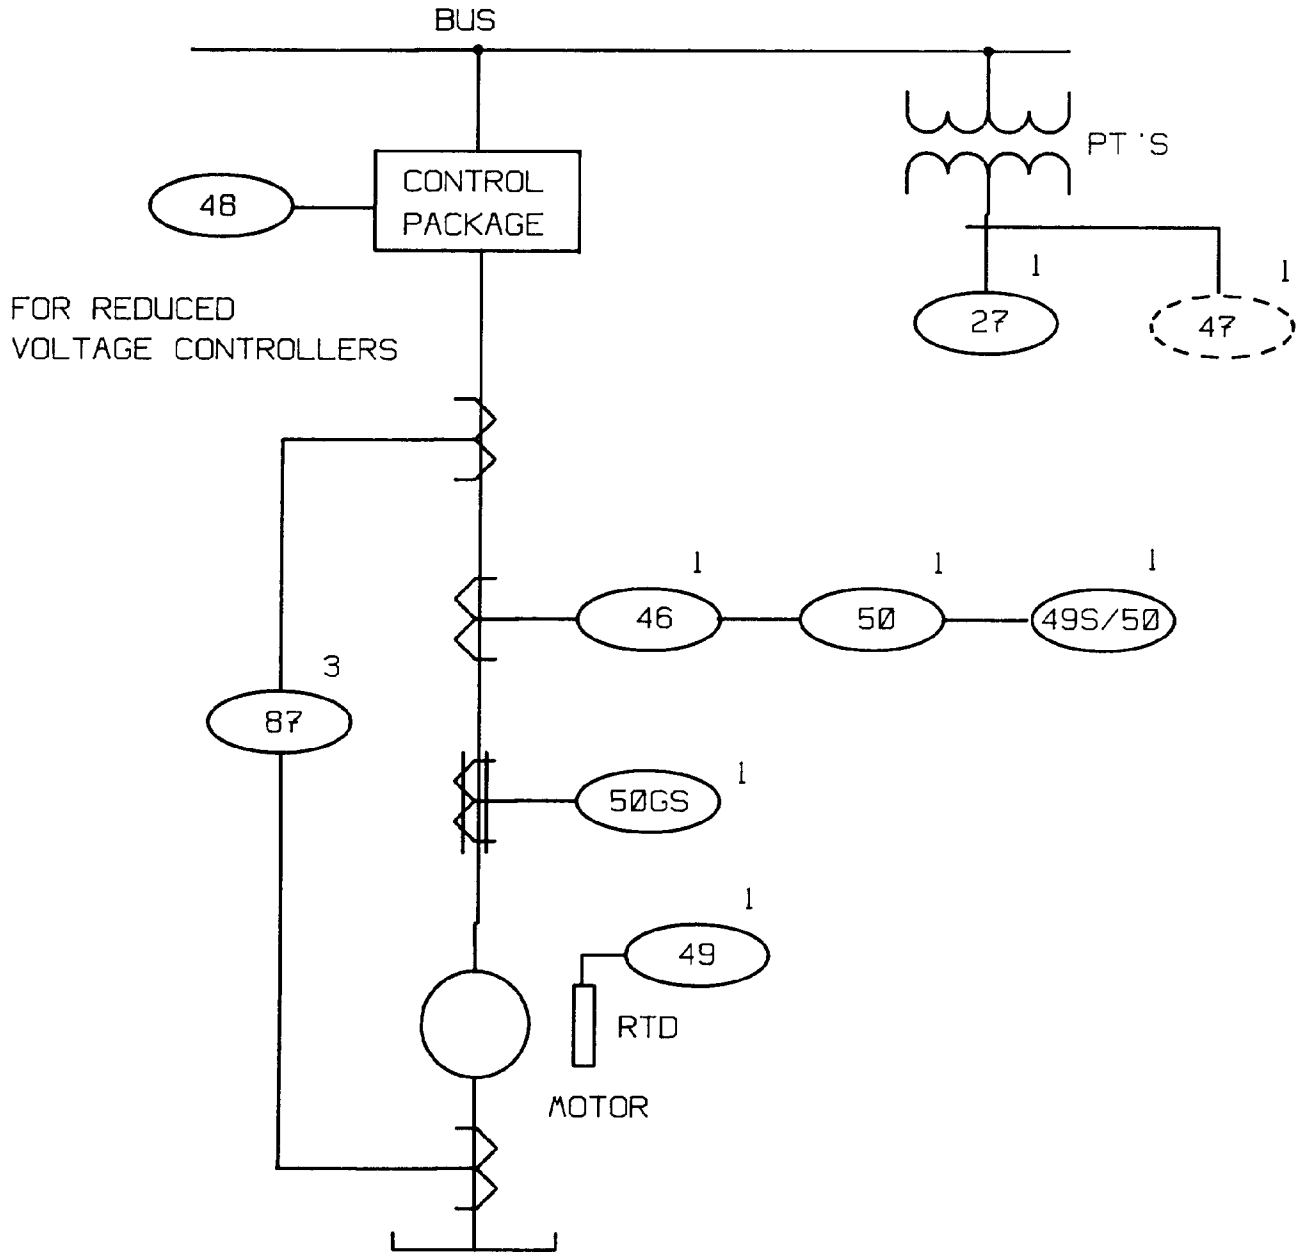 BUS
PT'S
CONTROL
PACKAGE
48
1
1
27
47
FOR REDUCED
VOLTAGE CONTROLLERS
1
1
1
46
50
49S/50
3
87
1
50GS
1
49
RTD
MOTOR